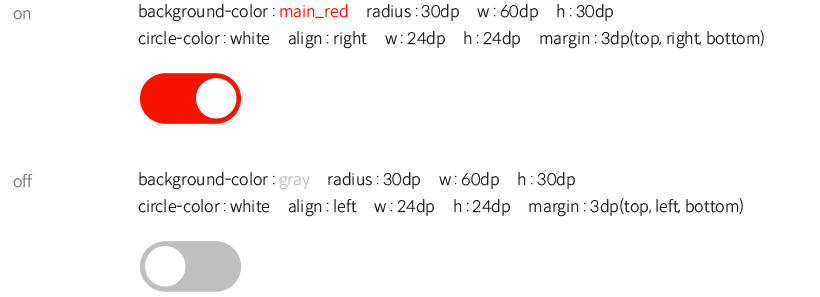 on
background-color : main_red radius : 30dp w : 60dp h : 30dp
circle-color : white align : right w : 24dp h : 24dp margin : 3dp(top, right, bottom)
off
background-color : gray radius : 30dp w : 60dp h : 30dp
circle-color : white align : left w : 24dp h : 24dp margin : 3dp(top, left, bottom)